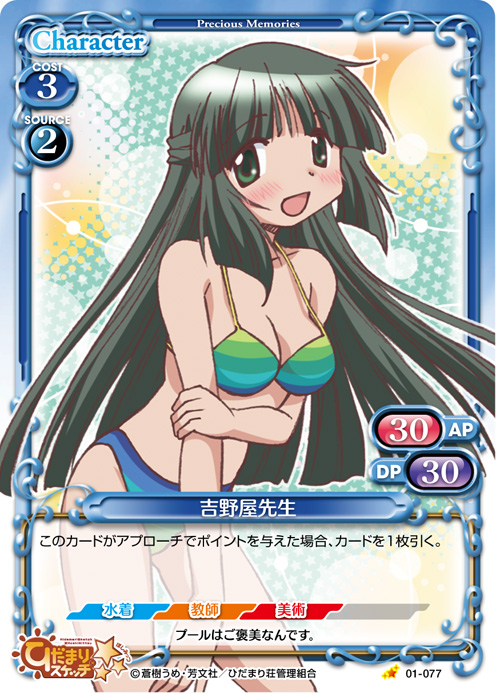 Precious Memories
Character
COST
3
SOURCE
2
30 AP
DP 30
吉野屋先生
このカードがアプローチでポイントを与えた場合、カードを1枚引く。
水着 教師 美術
プールはご褒美なんです。
ひだまり
スケッチ
©蒼樹うめ・芳文社/ひだまり荘管理組合
01-077